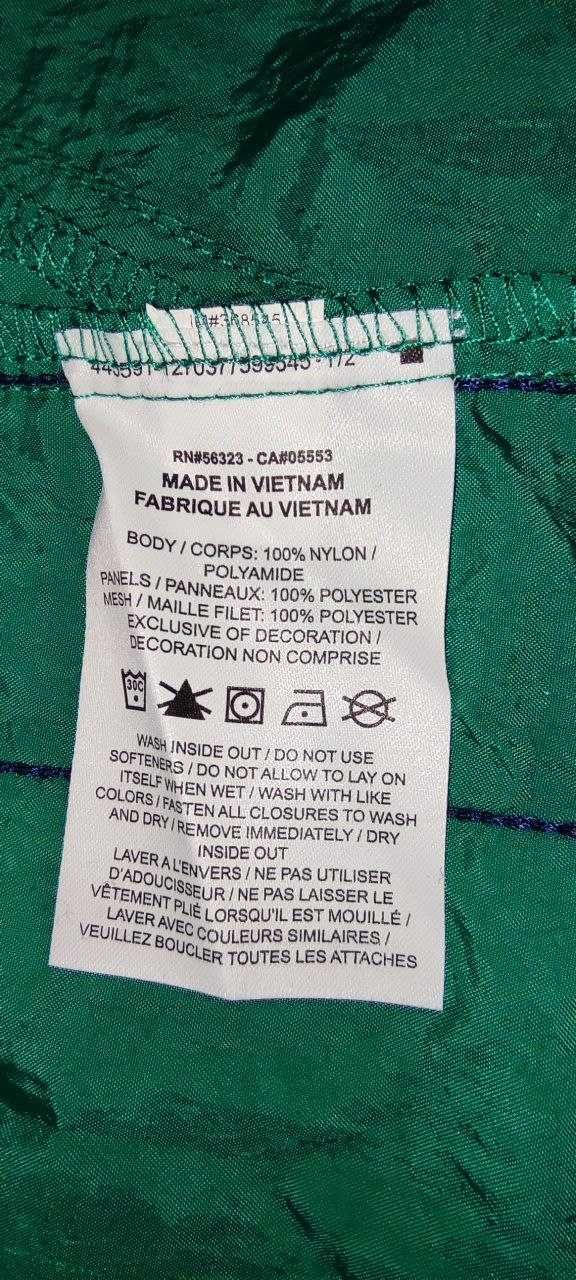 RN#56323 - CA#05553
MADE IN VIETNAM
FABRIQUE AU VIETNAM
BODY / CORPS: 100% NYLON /
POLYAMIDE
PANELS / PANNEAUX: 100% POLYESTER
MESH / MAILLE FILET: 100% POLYESTER
EXCLUSIVE OF DECORATION /
DECORATION NON COMPRISE
30C
WASH INSIDE OUT / DO NOT USE
SOFTENERS / DO NOT ALLOW TO LAY ON
ITSELF WHEN WET / WASH WITH LIKE
COLORS / FASTEN ALL CLOSURES TO WASH
AND DRY / REMOVE IMMEDIATELY / DRY
INSIDE OUT
LAVER A L'ENVERS / NE PAS UTILISER
D'ADOUCISSEUR / NE PAS LAISSER LE
VÊTEMENT PLIÉ LORSQU'IL EST MOUILLÉ /
LAVER AVEC COULEURS SIMILAIRES /
VEUILLEZ BOUCLER TOUTES LES ATTACHES